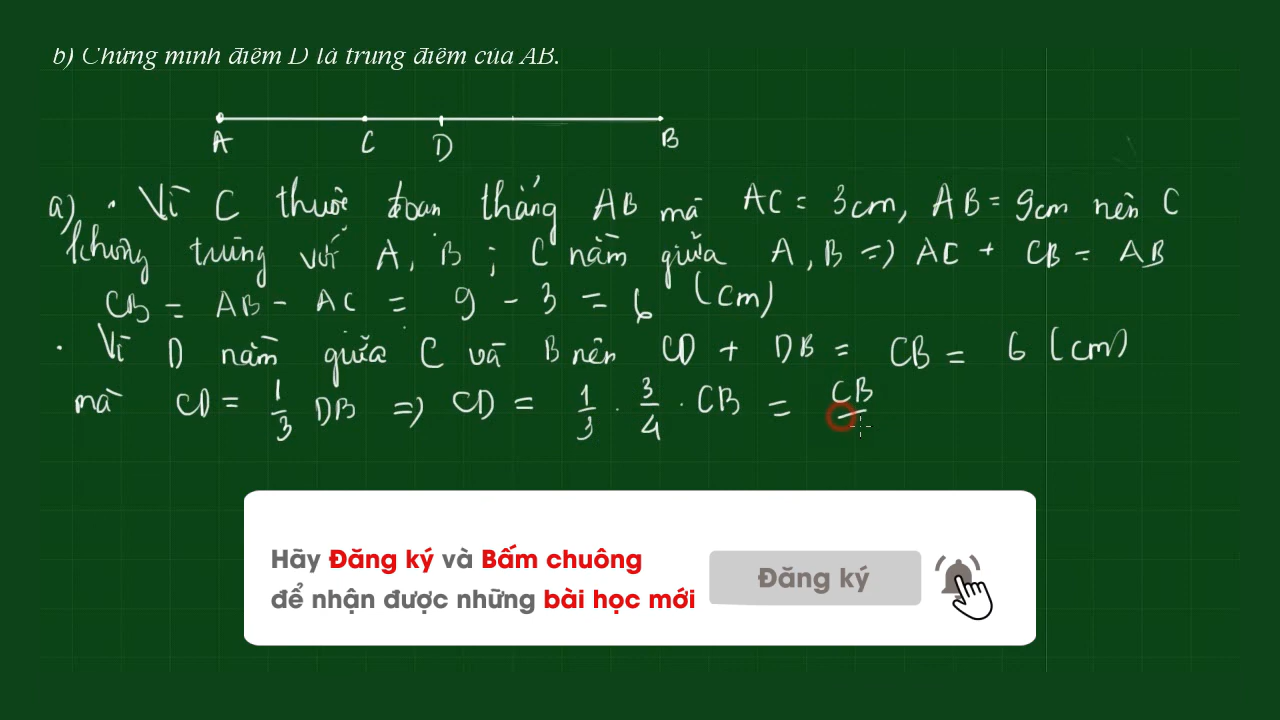 b) Chứng minh điểm D là trung điểm của AB.
A C D B
a) · Vì C thuộc đoạn thẳng AB mà AC = 3cm, AB = 9cm nên C
không trùng với A, B ; C nằm giữa A, B => AC + CB = AB
CB = AB - AC = 9 - 3 = 6 (cm)
· Vì D nằm giữa C và B nên CD + DB = CB = 6 (cm)
mà CD = 1/3 DB => CD = 1/3 . 3/4 . CB = CB
Hãy Đăng ký và Bấm chuông
để nhận được những bài học mới
Đăng ký